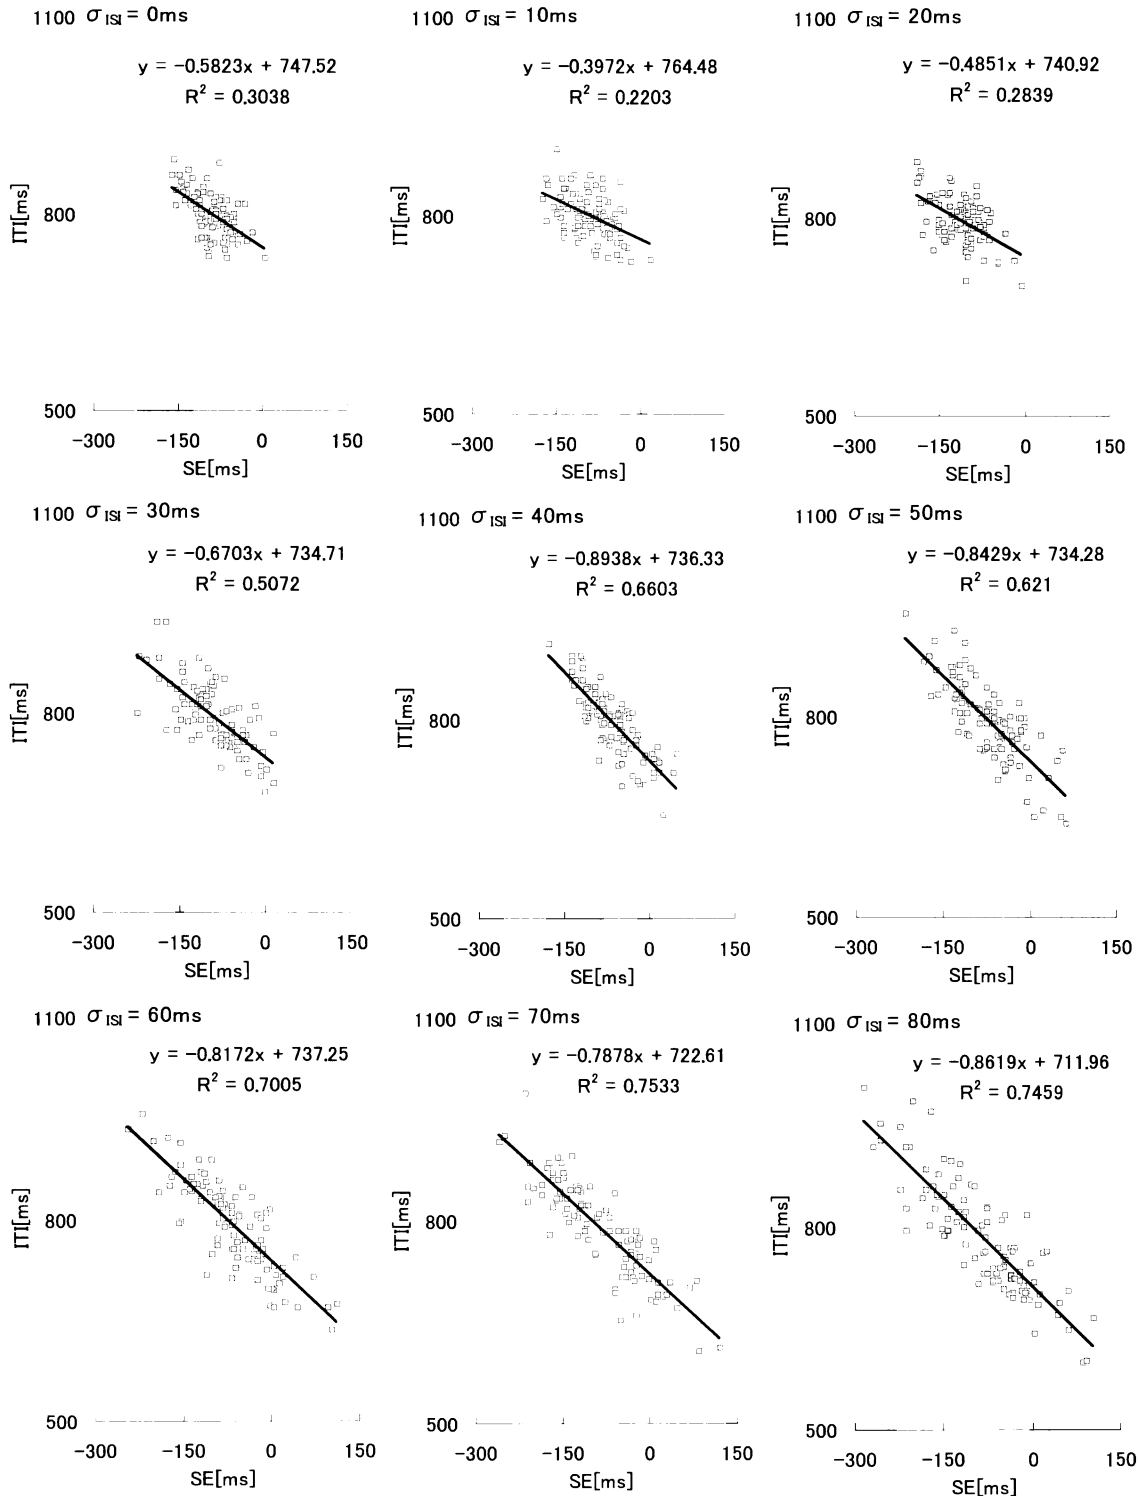 1100 σ ISI = 0ms
y = −0.5823x + 747.52
R² = 0.3038
ITI[ms]
800
500
−300 −150 0 150
SE[ms]
1100 σ ISI = 10ms
y = −0.3972x + 764.48
R² = 0.2203
ITI[ms]
800
500
−300 −150 0 150
SE[ms]
1100 σ ISI = 20ms
y = −0.4851x + 740.92
R² = 0.2839
ITI[ms]
800
500
−300 −150 0 150
SE[ms]
1100 σ ISI = 30ms
y = −0.6703x + 734.71
R² = 0.5072
ITI[ms]
800
500
−300 −150 0 150
SE[ms]
1100 σ ISI = 40ms
y = −0.8938x + 736.33
R² = 0.6603
ITI[ms]
800
500
−300 −150 0 150
SE[ms]
1100 σ ISI = 50ms
y = −0.8429x + 734.28
R² = 0.621
ITI[ms]
800
500
−300 −150 0 150
SE[ms]
1100 σ ISI = 60ms
y = −0.8172x + 737.25
R² = 0.7005
ITI[ms]
800
500
−300 −150 0 150
SE[ms]
1100 σ ISI = 70ms
y = −0.7878x + 722.61
R² = 0.7533
ITI[ms]
800
500
−300 −150 0 150
SE[ms]
1100 σ ISI = 80ms
y = −0.8619x + 711.96
R² = 0.7459
ITI[ms]
800
500
−300 −150 0 150
SE[ms]